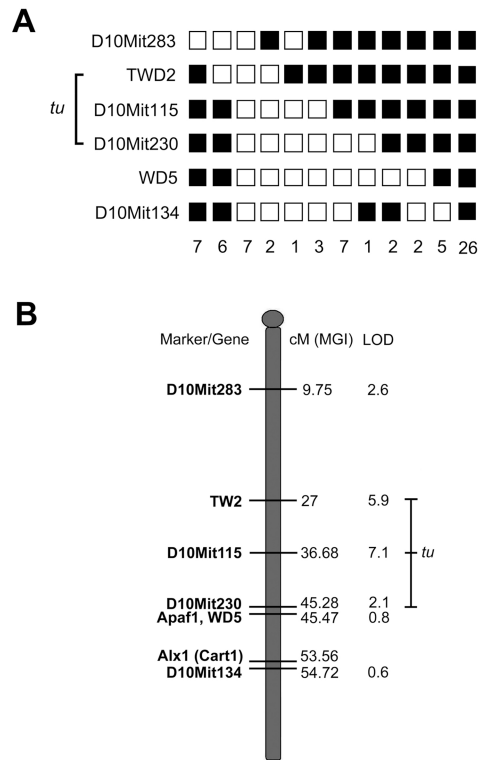 A
D10Mit283
TWD2
tu
D10Mit115
D10Mit230
WD5
D10Mit134
7 6 7 2 1 3 7 1 2 2 5 26
B
Marker/Gene cM (MGI) LOD
D10Mit283 9.75 2.6
TW2 27 5.9
D10Mit115 36.68 7.1 tu
D10Mit230 45.28 2.1
Apaf1, WD5 45.47 0.8
Alx1 (Cart1) 53.56
D10Mit134 54.72 0.6